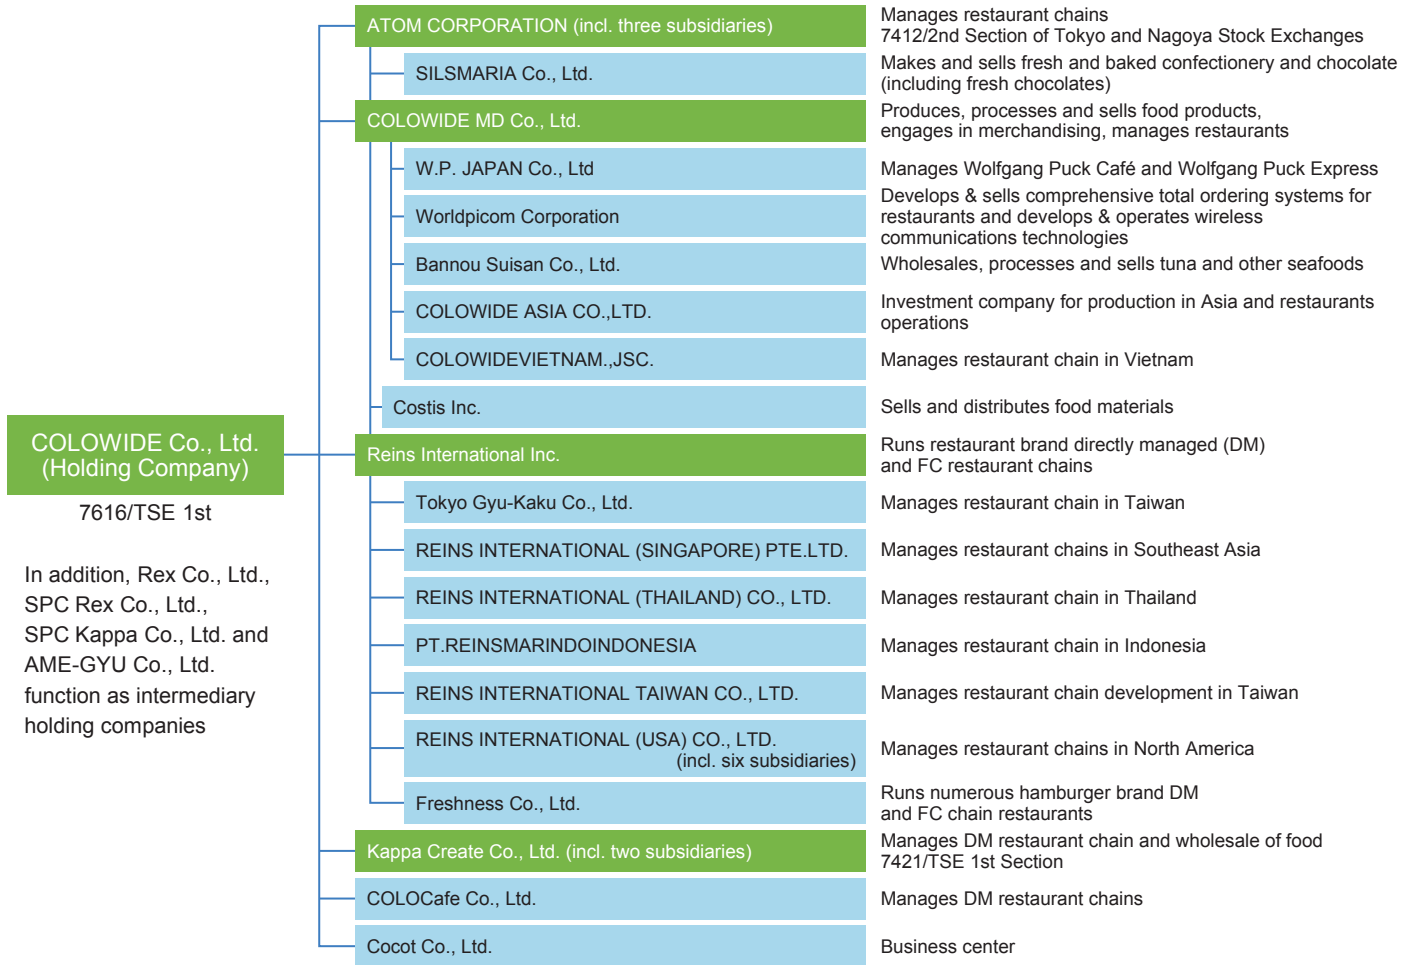 COLOWIDE Co., Ltd.
(Holding Company)
7616/TSE 1st
In addition, Rex Co., Ltd.,
SPC Rex Co., Ltd.,
SPC Kappa Co., Ltd. and
AME-GYU Co., Ltd.
function as intermediary
holding companies
ATOM CORPORATION (incl. three subsidiaries)
Manages restaurant chains
7412/2nd Section of Tokyo and Nagoya Stock Exchanges
SILSMARIA Co., Ltd.
Makes and sells fresh and baked confectionery and chocolate
(including fresh chocolates)
COLOWIDE MD Co., Ltd.
Produces, processes and sells food products,
engages in merchandising, manages restaurants
W.P. JAPAN Co., Ltd
Manages Wolfgang Puck Café and Wolfgang Puck Express
Worldpicom Corporation
Develops & sells comprehensive total ordering systems for
restaurants and develops & operates wireless
communications technologies
Bannou Suisan Co., Ltd.
Wholesales, processes and sells tuna and other seafoods
COLOWIDE ASIA CO.,LTD.
Investment company for production in Asia and restaurants
operations
COLOWIDEVIETNAM.,JSC.
Manages restaurant chain in Vietnam
Costis Inc.
Sells and distributes food materials
Reins International Inc.
Runs restaurant brand directly managed (DM)
and FC restaurant chains
Tokyo Gyu-Kaku Co., Ltd.
Manages restaurant chain in Taiwan
REINS INTERNATIONAL (SINGAPORE) PTE.LTD.
Manages restaurant chains in Southeast Asia
REINS INTERNATIONAL (THAILAND) CO., LTD.
Manages restaurant chain in Thailand
PT.REINSMARINDOINDONESIA
Manages restaurant chain in Indonesia
REINS INTERNATIONAL TAIWAN CO., LTD.
Manages restaurant chain development in Taiwan
REINS INTERNATIONAL (USA) CO., LTD.
(incl. six subsidiaries)
Manages restaurant chains in North America
Freshness Co., Ltd.
Runs numerous hamburger brand DM
and FC chain restaurants
Kappa Create Co., Ltd. (incl. two subsidiaries)
Manages DM restaurant chain and wholesale of food
7421/TSE 1st Section
COLOCafe Co., Ltd.
Manages DM restaurant chains
Cocot Co., Ltd.
Business center